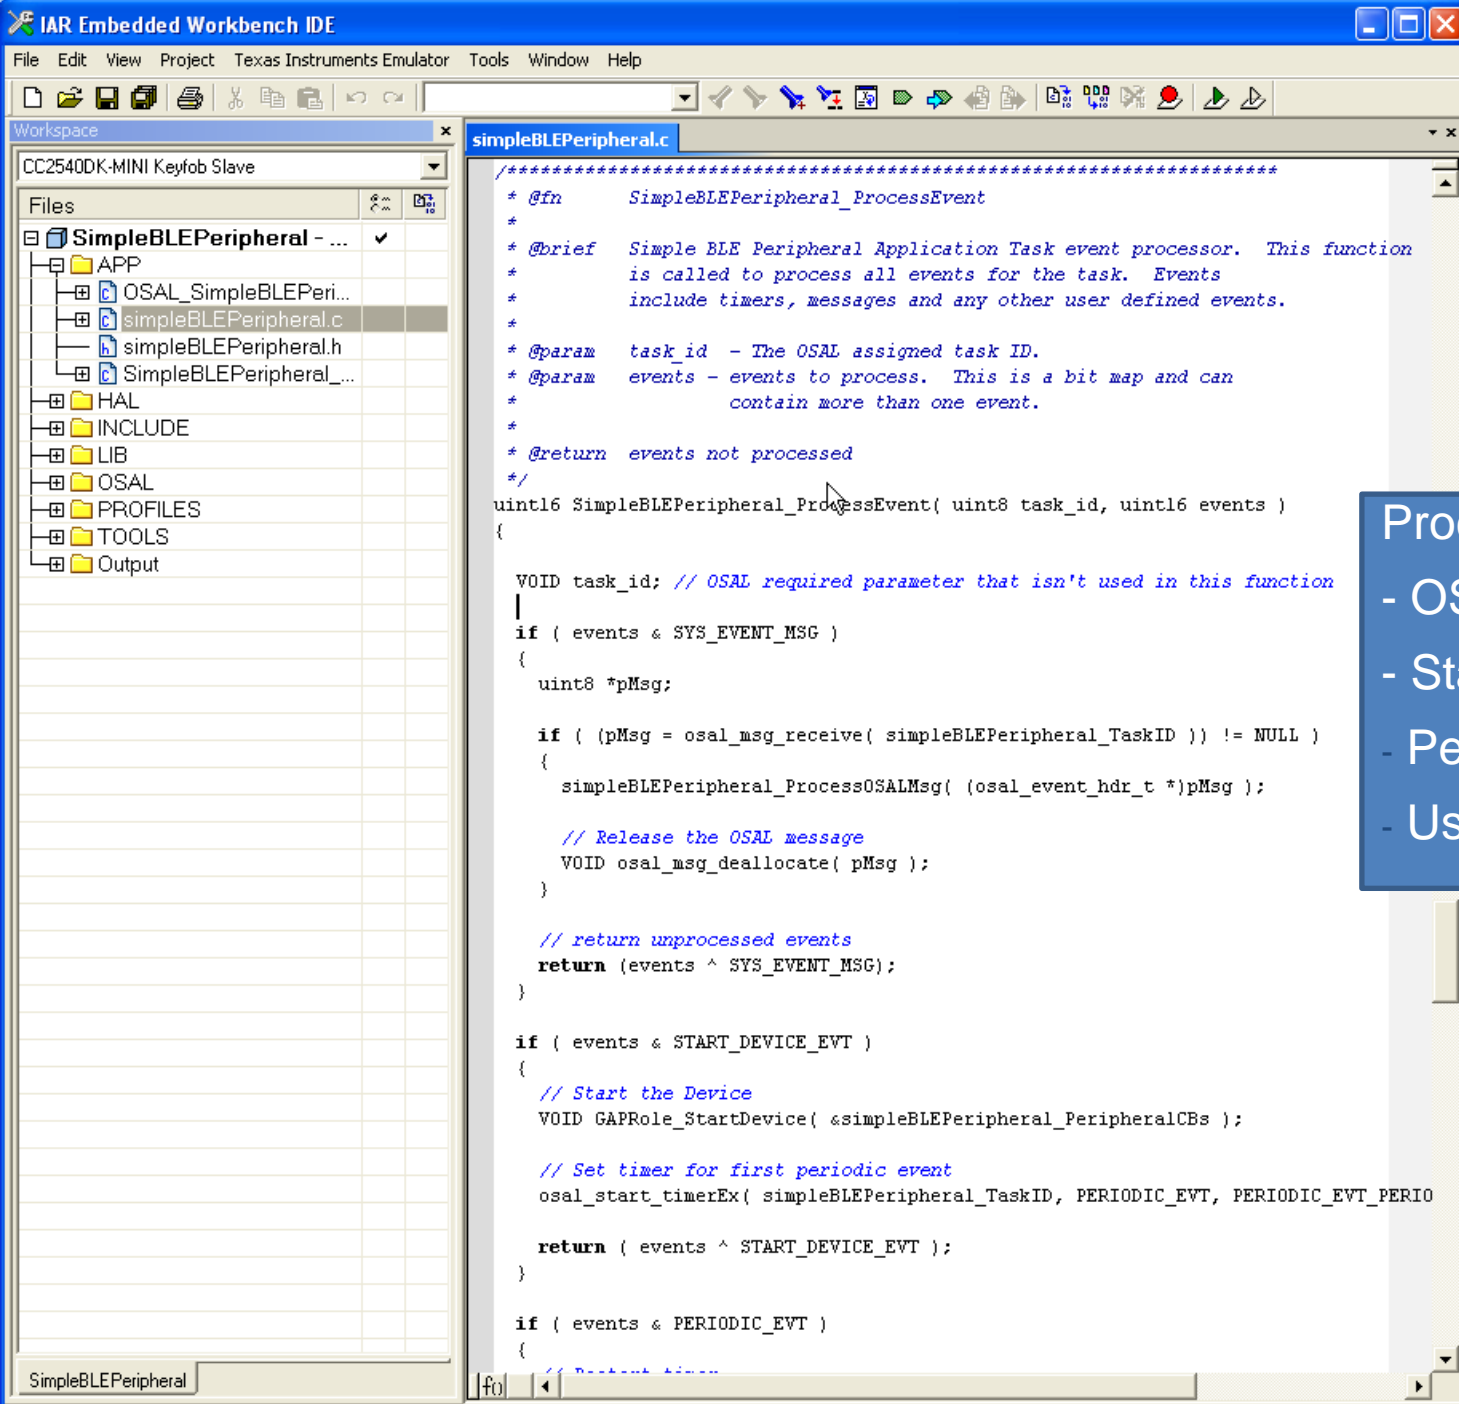 IAR Embedded Workbench IDE
File Edit View Project Texas Instruments Emulator Tools Window Help
Workspace
CC2540DK-MINI Keyfob Slave
Files
SimpleBLEPeripheral - ...
APP
OSAL_SimpleBLEPeri...
simpleBLEPeripheral.c
simpleBLEPeripheral.h
SimpleBLEPeripheral_...
HAL
INCLUDE
LIB
OSAL
PROFILES
TOOLS
Output
SimpleBLEPeripheral
simpleBLEPeripheral.c
/*********************************************************************
* @fn SimpleBLEPeripheral_ProcessEvent
*
* @brief Simple BLE Peripheral Application Task event processor. This function
* is called to process all events for the task. Events
* include timers, messages and any other user defined events.
*
* @param task_id - The OSAL assigned task ID.
* @param events - events to process. This is a bit map and can
* contain more than one event.
*
* @return events not processed
*/
uint16 SimpleBLEPeripheral_ProcessEvent( uint8 task_id, uint16 events )
{
VOID task_id; // OSAL required parameter that isn't used in this function
if ( events & SYS_EVENT_MSG )
{
uint8 *pMsg;
if ( (pMsg = osal_msg_receive( simpleBLEPeripheral_TaskID )) != NULL )
{
simpleBLEPeripheral_ProcessOSALMsg( (osal_event_hdr_t *)pMsg );
// Release the OSAL message
VOID osal_msg_deallocate( pMsg );
}
// return unprocessed events
return (events ^ SYS_EVENT_MSG);
}
if ( events & START_DEVICE_EVT )
{
// Start the Device
VOID GAPRole_StartDevice( &simpleBLEPeripheral_PeripheralCBs );
// Set timer for first periodic event
osal_start_timerEx( simpleBLEPeripheral_TaskID, PERIODIC_EVT, PERIODIC_EVT_PERIO
return ( events ^ START_DEVICE_EVT );
}
if ( events & PERIODIC_EVT )
{
// Restart timer
f()
Pro
- OS
- Sta
- Pe
- Us